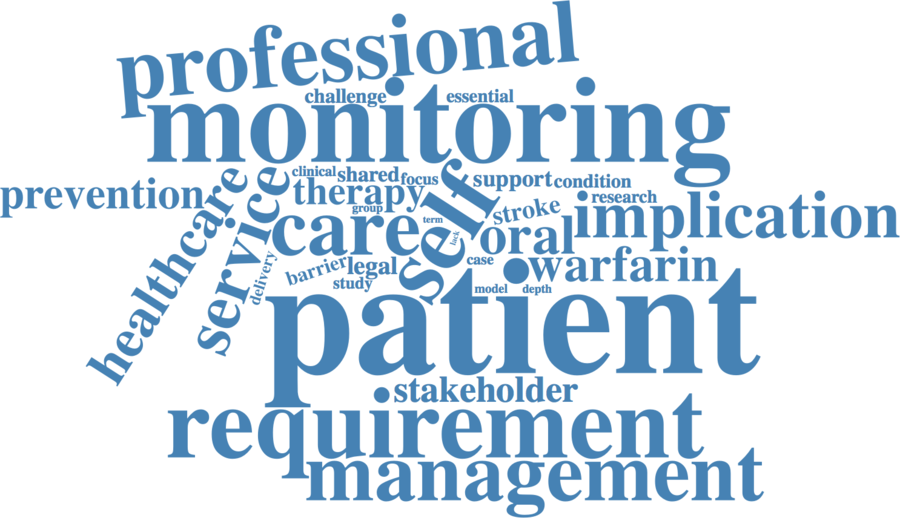 professional
challenge
essential
monitoring
clinical
shared
focus
self
support
condition
prevention
healthcare
service
therapy
group
term
stroke
research
implication
care
lack
oral
delivery
barrier
legal
case
warfarin
study
model
depth
patient
stakeholder
requirement
management